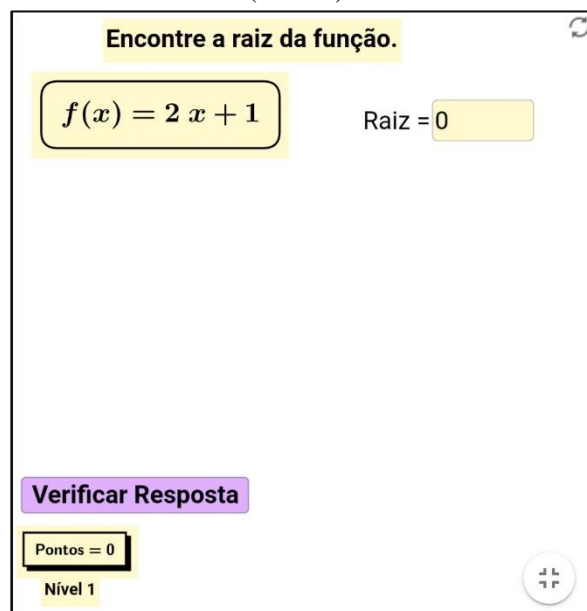 Encontre a raiz da função.
f(x) = 2 x + 1
Raiz = 0
Verificar Resposta
Pontos = 0
Nível 1